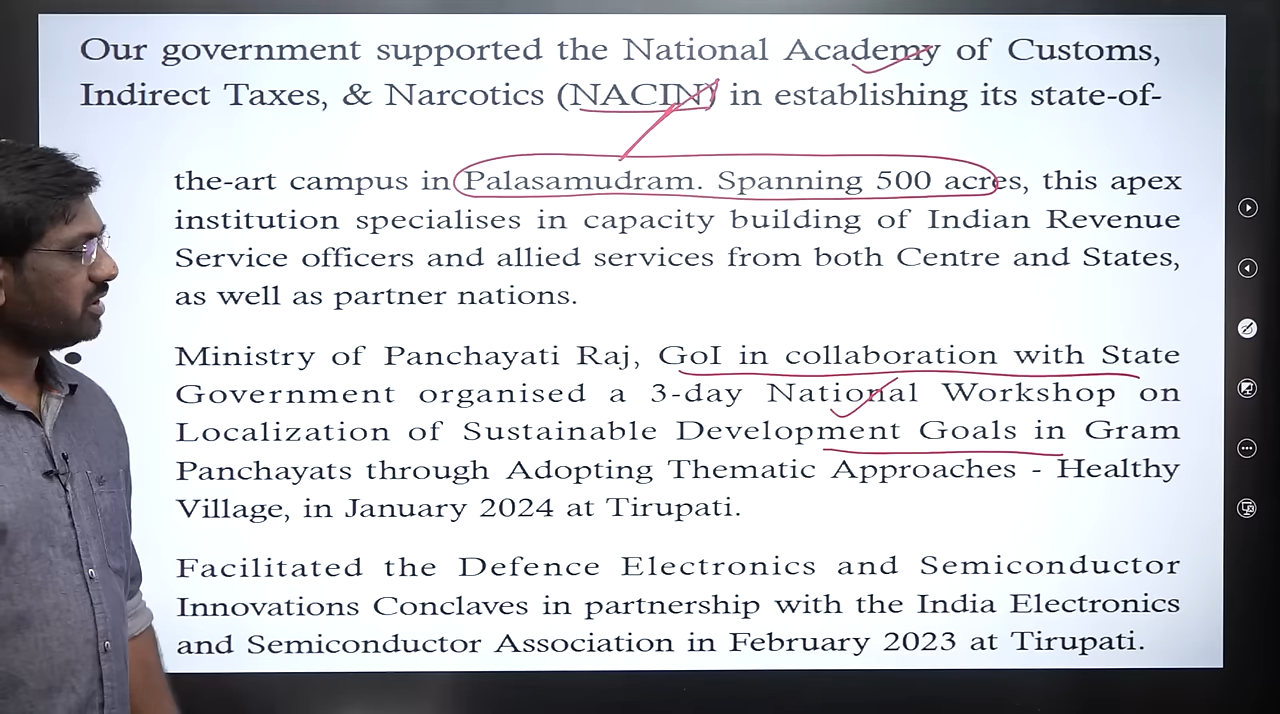 Our government supported the National Academy of Customs,
Indirect Taxes, & Narcotics (NACIN) in establishing its state-of-
the-art campus in Palasamudram. Spanning 500 acres, this apex
institution specialises in capacity building of Indian Revenue
Service officers and allied services from both Centre and States,
as well as partner nations.
Ministry of Panchayati Raj, GoI in collaboration with State
Government organised a 3-day National Workshop on
Localization of Sustainable Development Goals in Gram
Panchayats through Adopting Thematic Approaches - Healthy
Village, in January 2024 at Tirupati.
Facilitated the Defence Electronics and Semiconductor
Innovations Conclaves in partnership with the India Electronics
and Semiconductor Association in February 2023 at Tirupati.